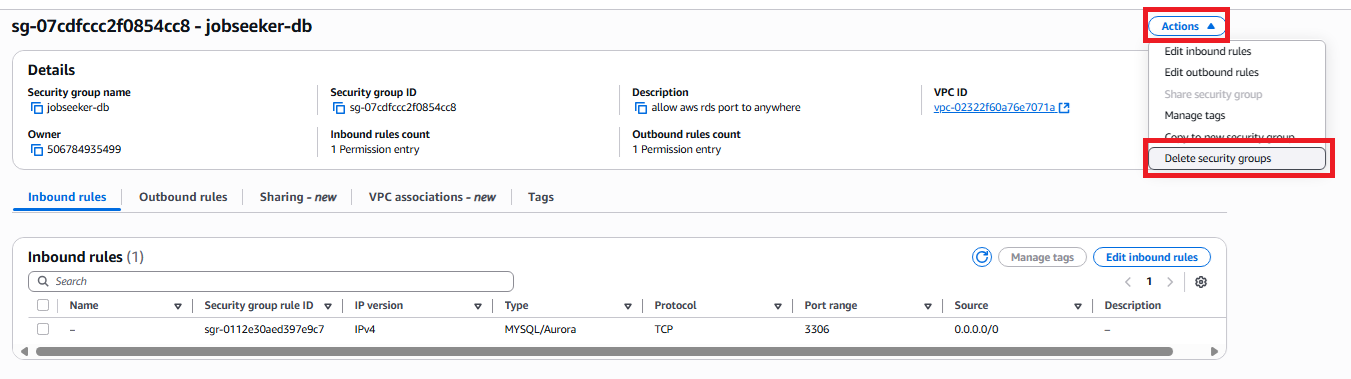 sg-07cdfccc2f0854cc8 - jobseeker-db
Actions
Edit inbound rules
Edit outbound rules
Share security group
Manage tags
Copy to new security group
Delete security groups
Details
Security group name
jobseeker-db
Security group ID
sg-07cdfccc2f0854cc8
Description
allow aws rds port to anywhere
VPC ID
vpc-02322f60a76e7071a
Owner
506784935499
Inbound rules count
1 Permission entry
Outbound rules count
1 Permission entry
Inbound rules
Outbound rules
Sharing - new
VPC associations - new
Tags
Inbound rules (1)
Manage tags
Edit inbound rules
Search
1
Name Security group rule ID IP version Type Protocol Port range Source Description
– sgr-0112e30aed397e9c7 IPv4 MYSQL/Aurora TCP 3306 0.0.0.0/0 –